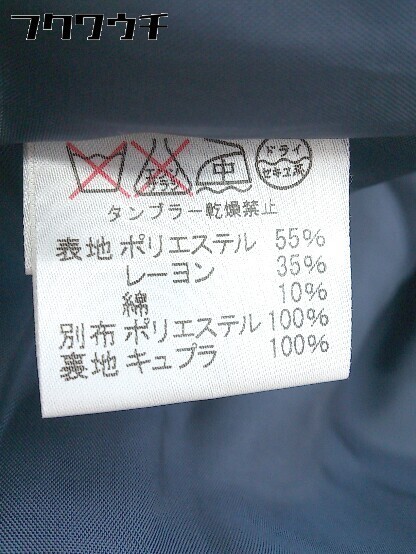 フクワウチ
エンソ サラシ 中 ドライ
セキユ系
タンブラー乾燥禁止
表地 ポリエステル 55%
レーヨン 35%
綿 10%
別布 ポリエステル 100%
裏地 キュプラ 100%